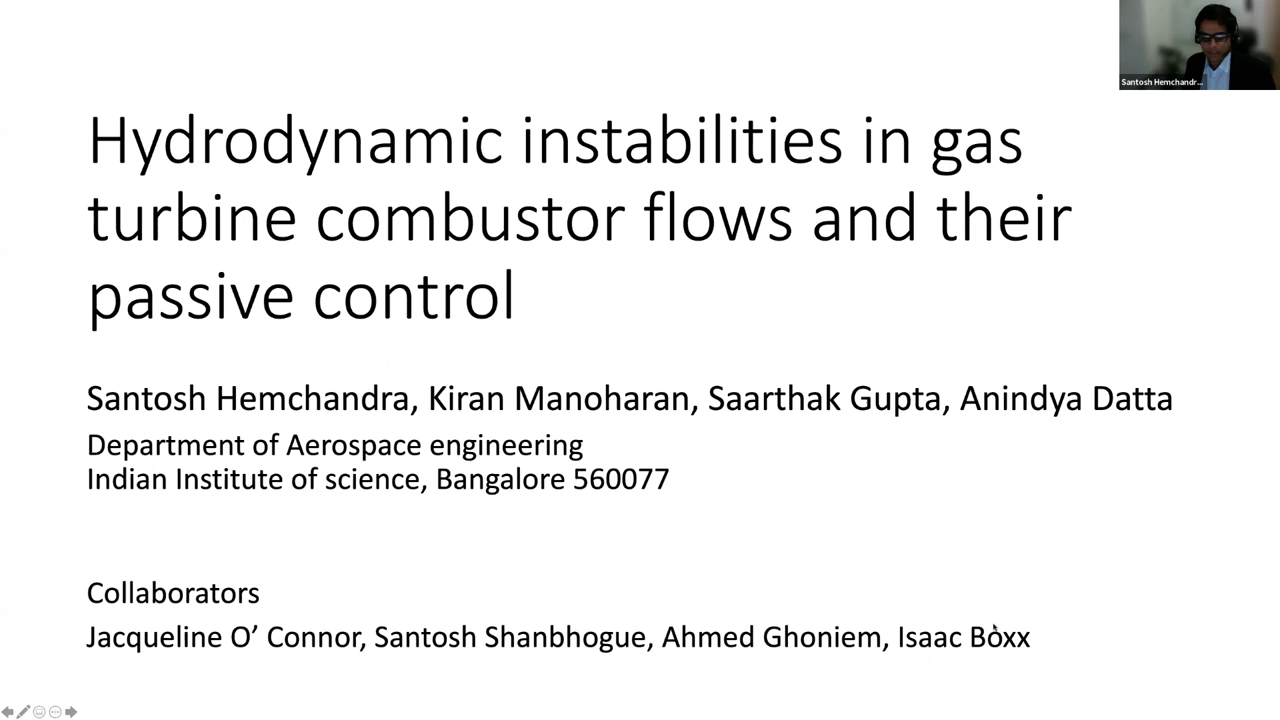 Santosh Hemchandr...
Hydrodynamic instabilities in gas
turbine combustor flows and their
passive control
Santosh Hemchandra, Kiran Manoharan, Saarthak Gupta, Anindya Datta
Department of Aerospace engineering
Indian Institute of science, Bangalore 560077
Collaborators
Jacqueline O’ Connor, Santosh Shanbhogue, Ahmed Ghoniem, Isaac Boxx